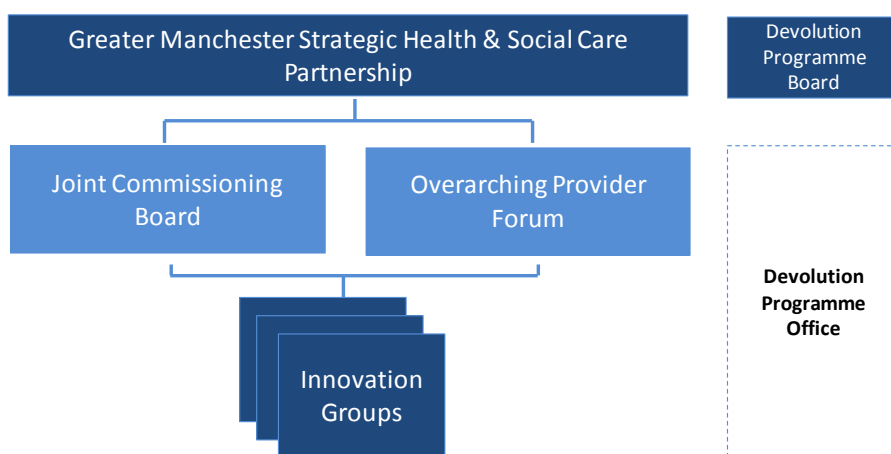 Greater Manchester Strategic Health & Social Care
Partnership
Devolution
Programme
Board
Joint Commissioning
Board
Overarching Provider
Forum
Devolution
Programme
Office
Innovation
Groups